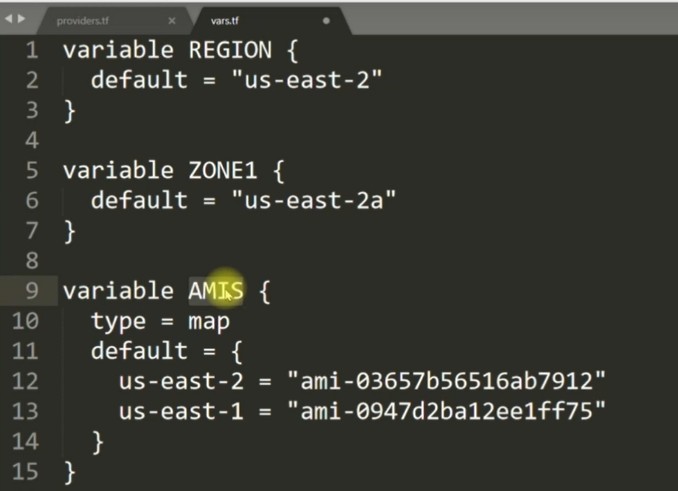 providers.tf
vars.tf
1 variable REGION {
2   default = "us-east-2"
3 }
4
5 variable ZONE1 {
6   default = "us-east-2a"
7 }
8
9 variable AMIS {
10   type = map
11   default = {
12     us-east-2 = "ami-03657b56516ab7912"
13     us-east-1 = "ami-0947d2ba12ee1ff75"
14   }
15 }